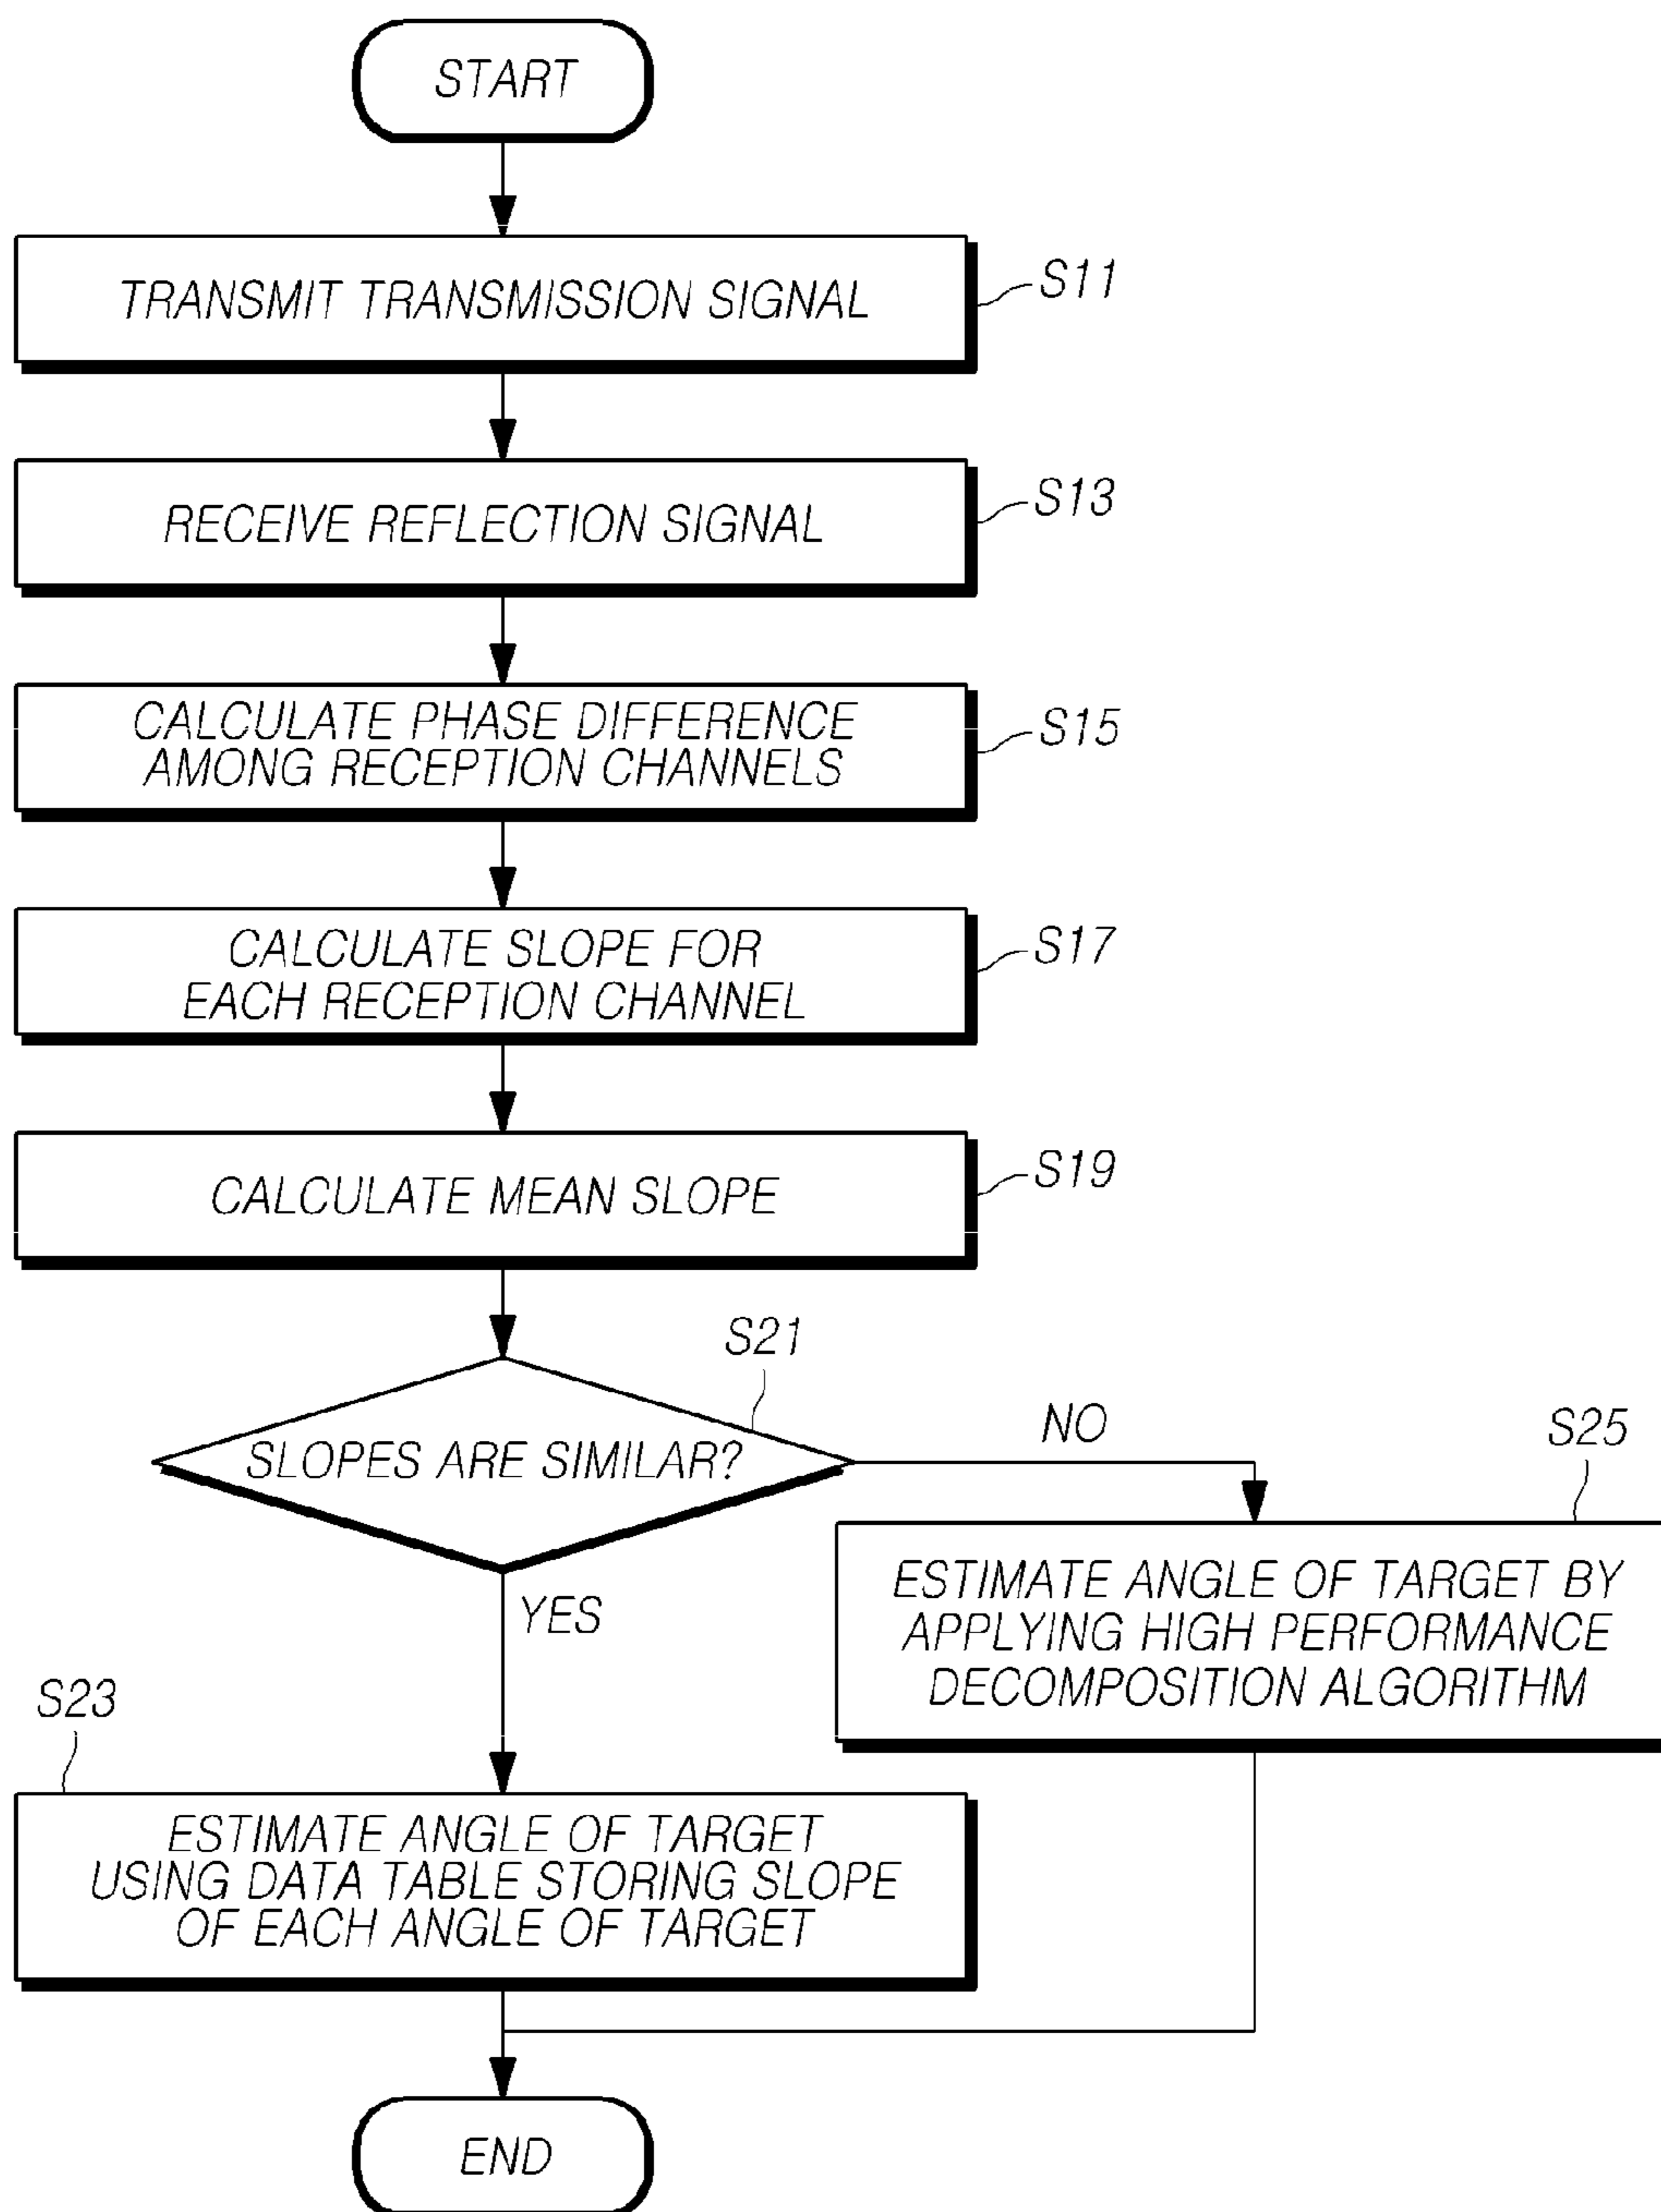 START
TRANSMIT TRANSMISSION SIGNAL
S11
RECEIVE REFLECTION SIGNAL
S13
CALCULATE PHASE DIFFERENCE
AMONG RECEPTION CHANNELS
S15
CALCULATE SLOPE FOR
EACH RECEPTION CHANNEL
S17
CALCULATE MEAN SLOPE
S19
S21
SLOPES ARE SIMILAR?
NO
YES
S25
ESTIMATE ANGLE OF TARGET BY
APPLYING HIGH PERFORMANCE
DECOMPOSITION ALGORITHM
S23
ESTIMATE ANGLE OF TARGET
USING DATA TABLE STORING SLOPE
OF EACH ANGLE OF TARGET
END